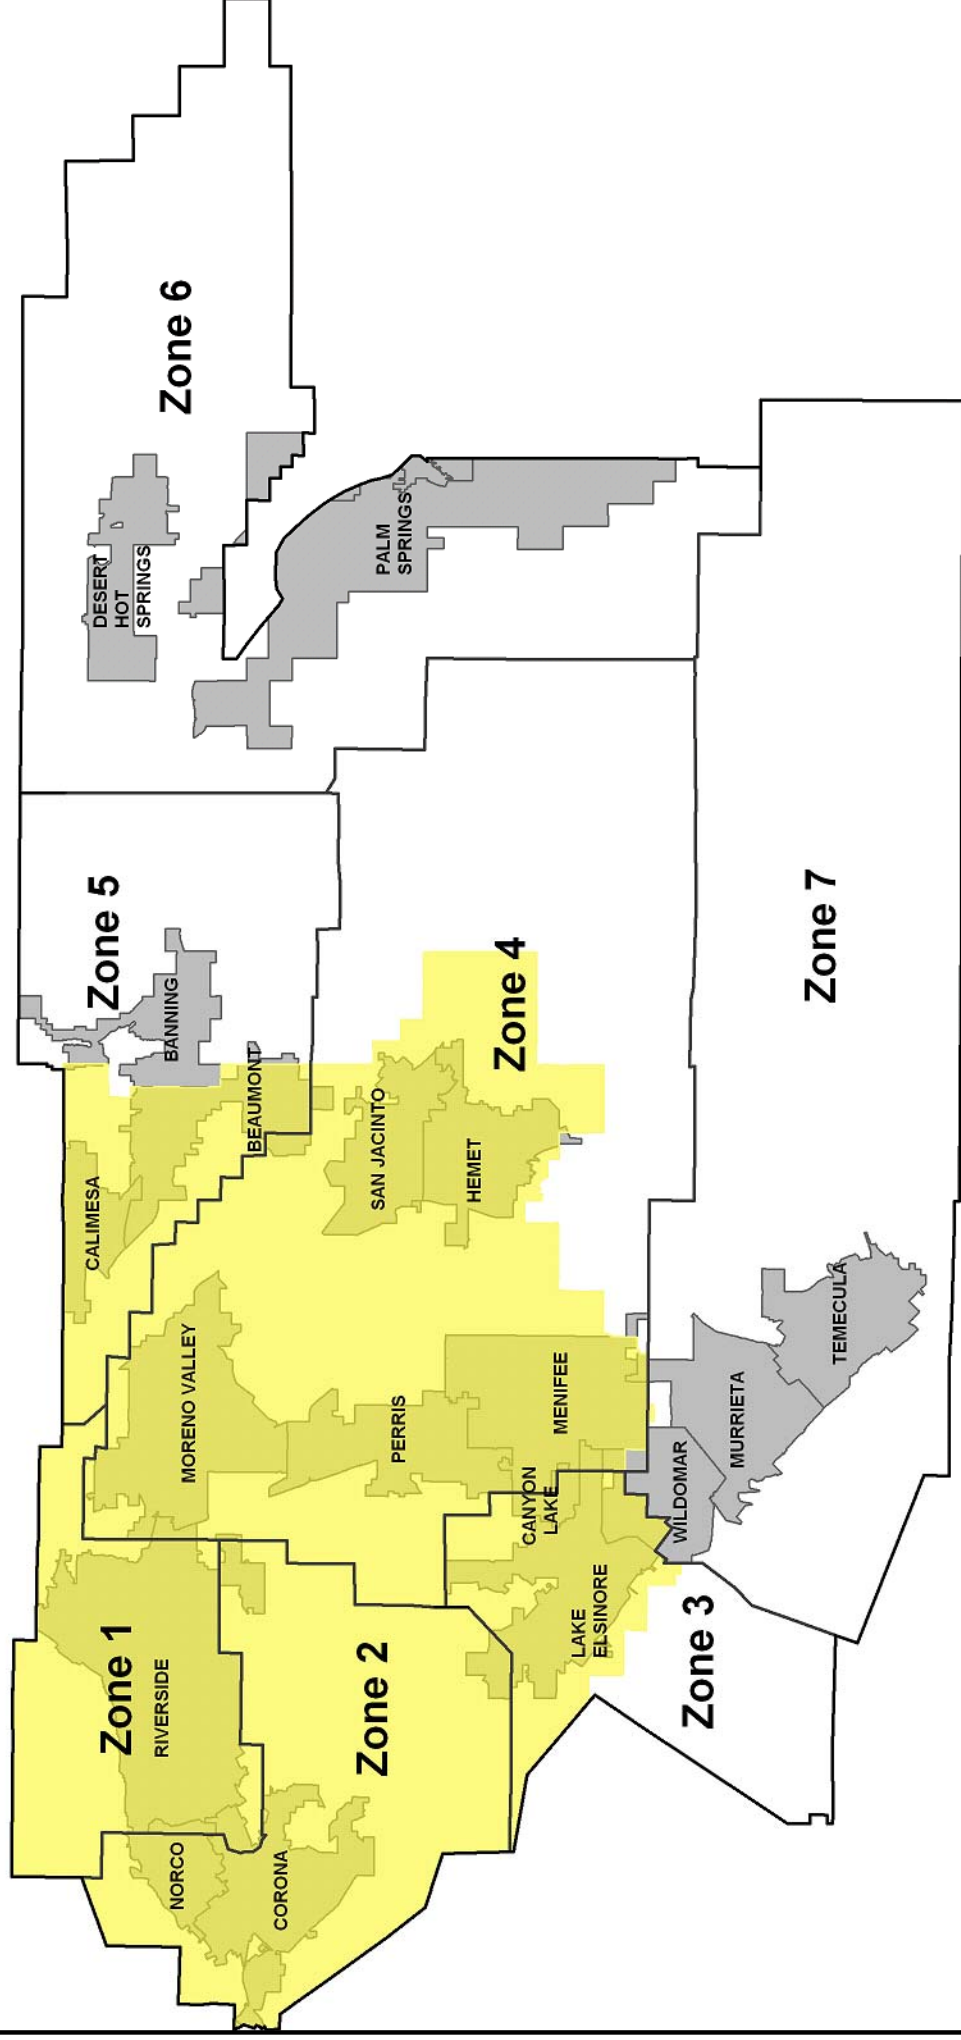 Zone 6
DESERT
HOT
SPRINGS
PALM
SPRINGS
Zone 5
BANNING
BEAUMONT
CALIMESA
Zone 4
SAN JACINTO
HEMET
Zone 7
MORENO VALLEY
PERRIS
MENIFEE
CANYON
LAKE
TEMECULA
MURRIETA
WILDOMAR
LAKE
ELSINORE
Zone 1
RIVERSIDE
Zone 2
Zone 3
NORCO
CORONA